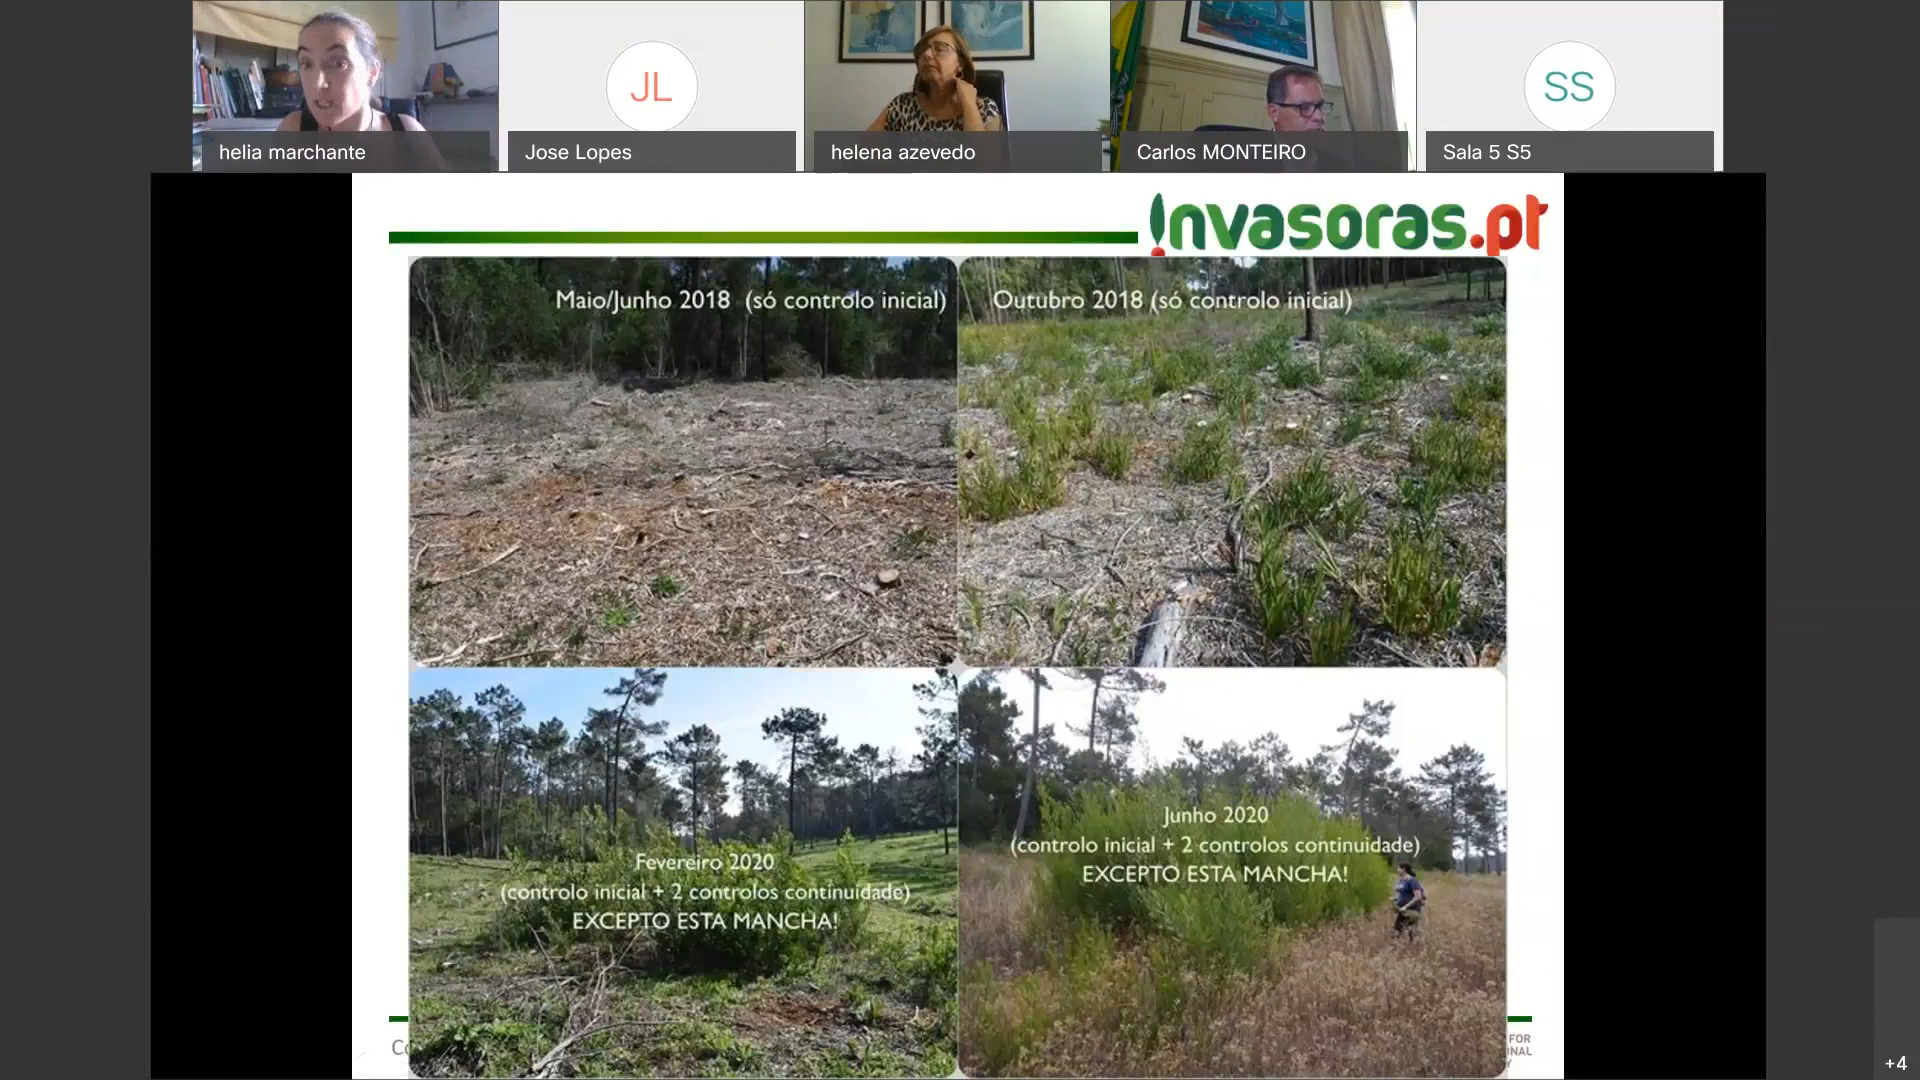 JL
SS
helia marchante
Jose Lopes
helena azevedo
Carlos MONTEIRO
Sala 5 S5
invasoras.pt
Maio/Junho 2018 (só controlo inicial)
Outubro 2018 (só controlo inicial)
Fevereiro 2020
(controlo inicial + 2 controlos continuidade)
EXCEPTO ESTA MANCHA!
Junho 2020
(controlo inicial + 2 controlos continuidade)
EXCEPTO ESTA MANCHA!
FOR
+4